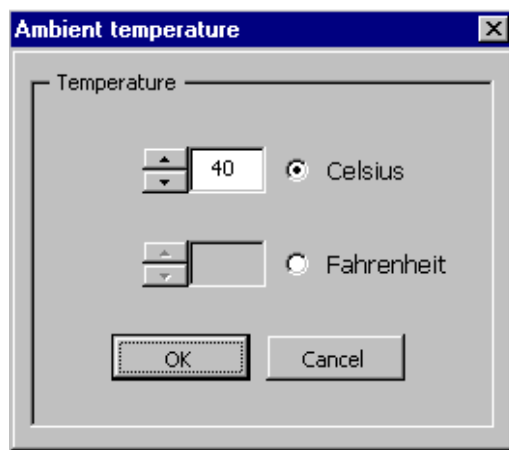 Ambient temperature
Temperature
40 Celsius
Fahrenheit
OK Cancel